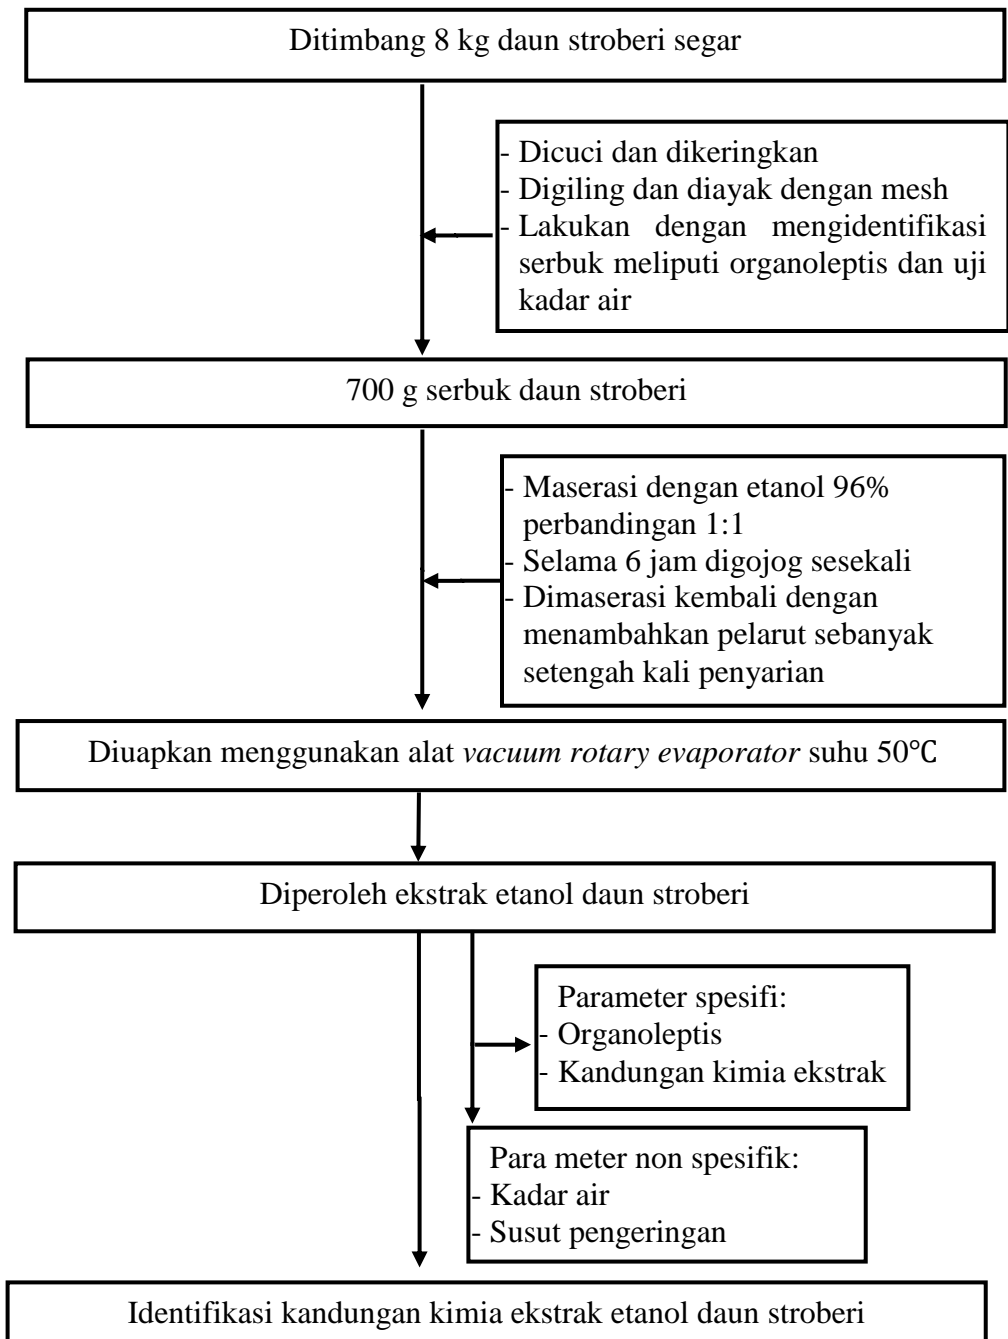 Ditimbang 8 kg daun stroberi segar
- Dicuci dan dikeringkan
- Digiling dan diayak dengan mesh
- Lakukan dengan mengidentifikasi
serbuk meliputi organoleptis dan uji
kadar air
700 g serbuk daun stroberi
- Maserasi dengan etanol 96%
perbandingan 1:1
- Selama 6 jam digojog sesekali
- Dimaserasi kembali dengan
menambahkan pelarut sebanyak
setengah kali penyarian
Diuapkan menggunakan alat vacuum rotary evaporator suhu 50℃
Diperoleh ekstrak etanol daun stroberi
Parameter spesifi:
- Organoleptis
- Kandungan kimia ekstrak
Para meter non spesifik:
- Kadar air
- Susut pengeringan
Identifikasi kandungan kimia ekstrak etanol daun stroberi